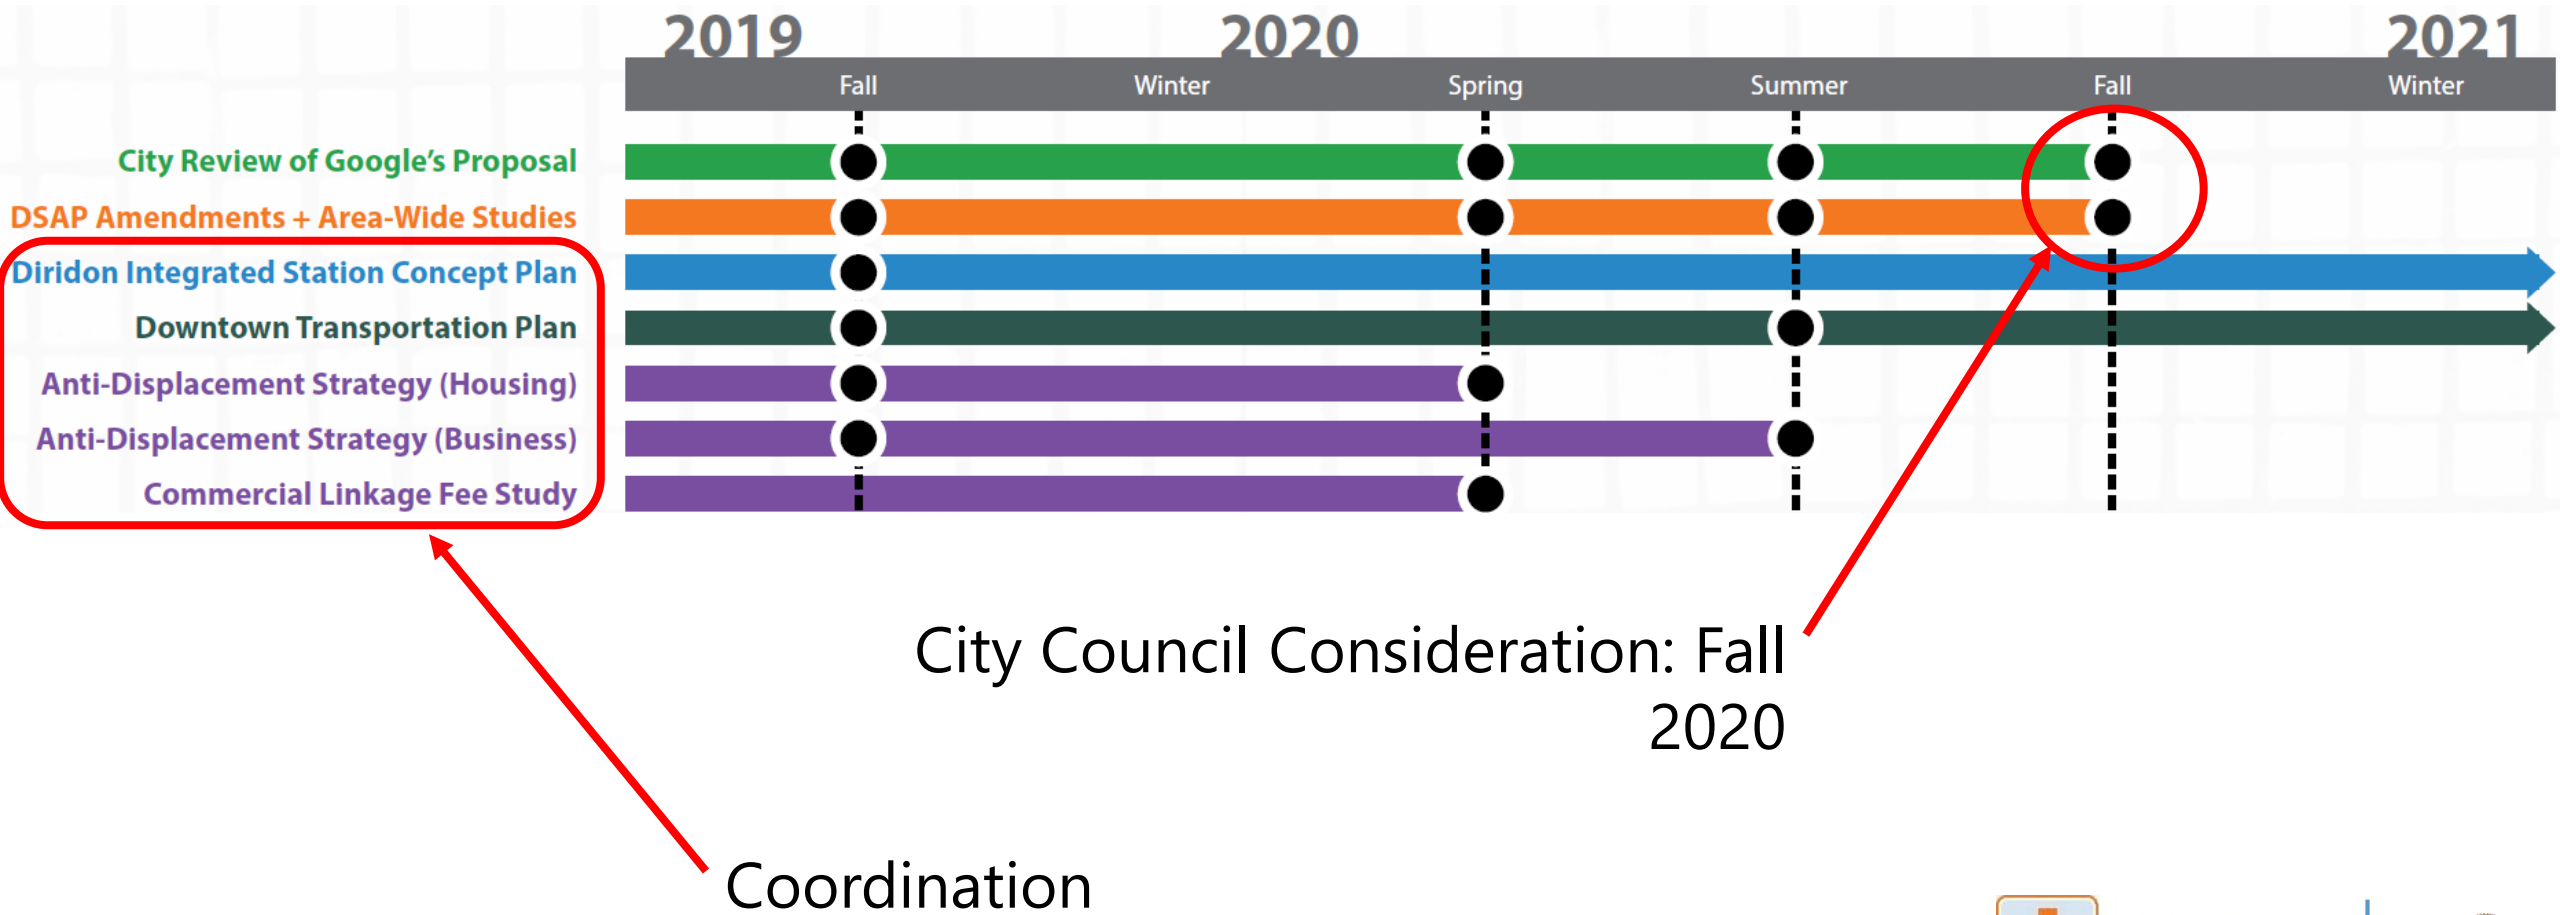 2019 2020 2021
Fall Winter Spring Summer Fall Winter
City Review of Google's Proposal
DSAP Amendments + Area-Wide Studies
Diridon Integrated Station Concept Plan
Downtown Transportation Plan
Anti-Displacement Strategy (Housing)
Anti-Displacement Strategy (Business)
Commercial Linkage Fee Study
City Council Consideration: Fall
2020
Coordination